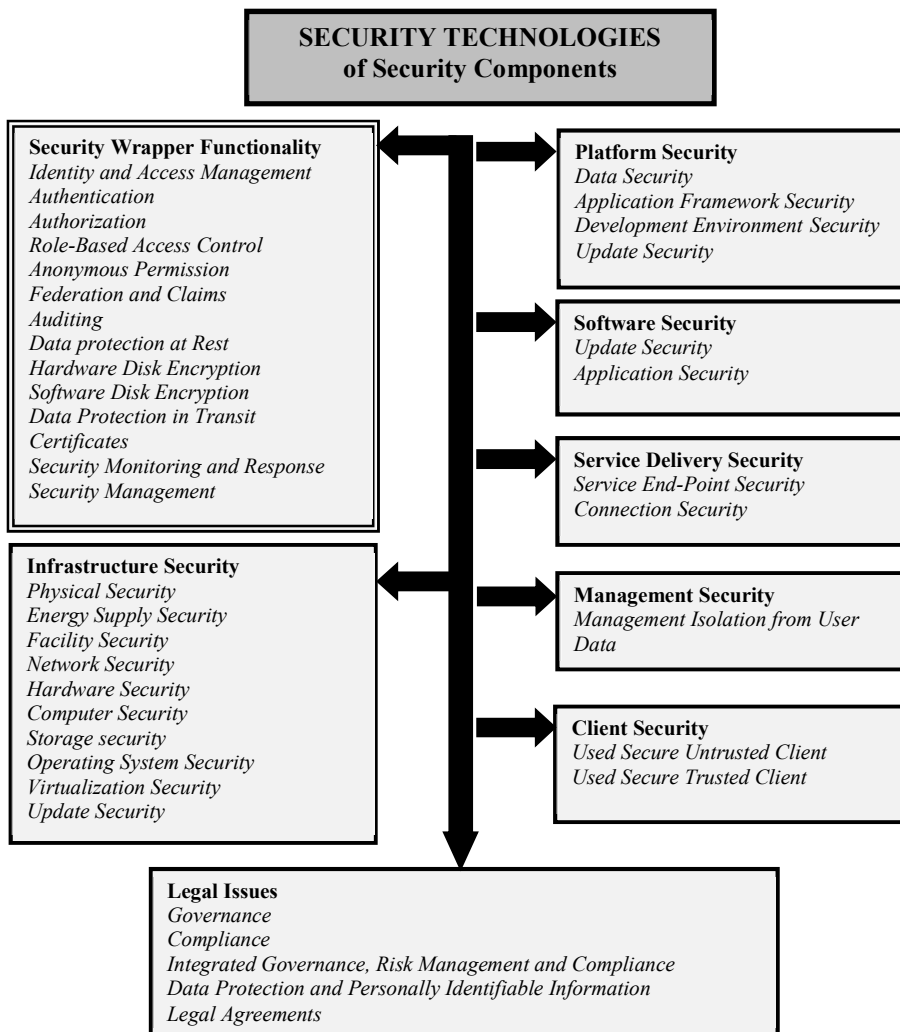 SECURITY TECHNOLOGIES
of Security Components
Security Wrapper Functionality
Identity and Access Management
Authentication
Authorization
Role-Based Access Control
Anonymous Permission
Federation and Claims
Auditing
Data protection at Rest
Hardware Disk Encryption
Software Disk Encryption
Data Protection in Transit
Certificates
Security Monitoring and Response
Security Management
Infrastructure Security
Physical Security
Energy Supply Security
Facility Security
Network Security
Hardware Security
Computer Security
Storage security
Operating System Security
Virtualization Security
Update Security
Platform Security
Data Security
Application Framework Security
Development Environment Security
Update Security
Software Security
Update Security
Application Security
Service Delivery Security
Service End-Point Security
Connection Security
Management Security
Management Isolation from User
Data
Client Security
Used Secure Untrusted Client
Used Secure Trusted Client
Legal Issues
Governance
Compliance
Integrated Governance, Risk Management and Compliance
Data Protection and Personally Identifiable Information
Legal Agreements